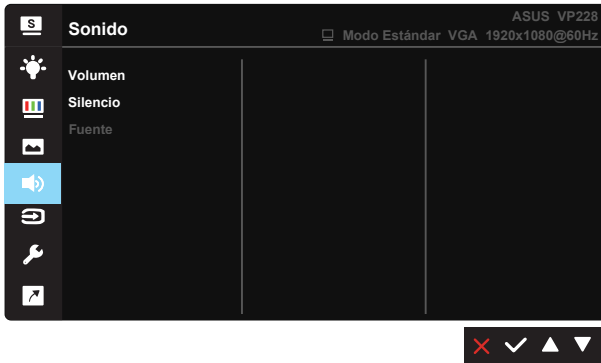 S
Sonido
ASUS VP228
Modo Estándar VGA 1920x1080@60Hz
Volumen
Silencio
Fuente